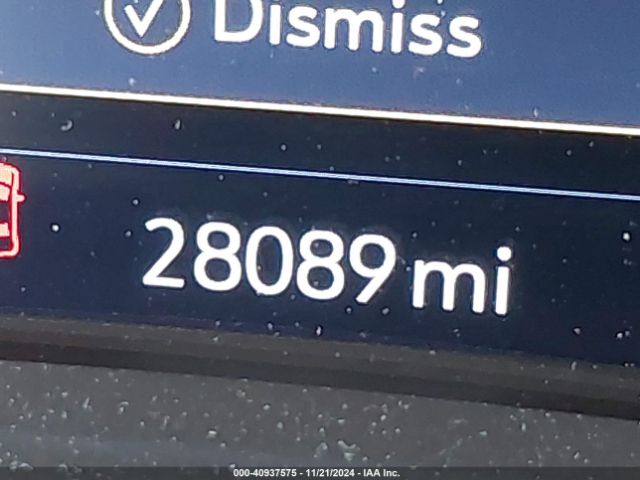 Dismiss
28089 mi
000-40937575 - 11/21/2024 - IAA Inc.